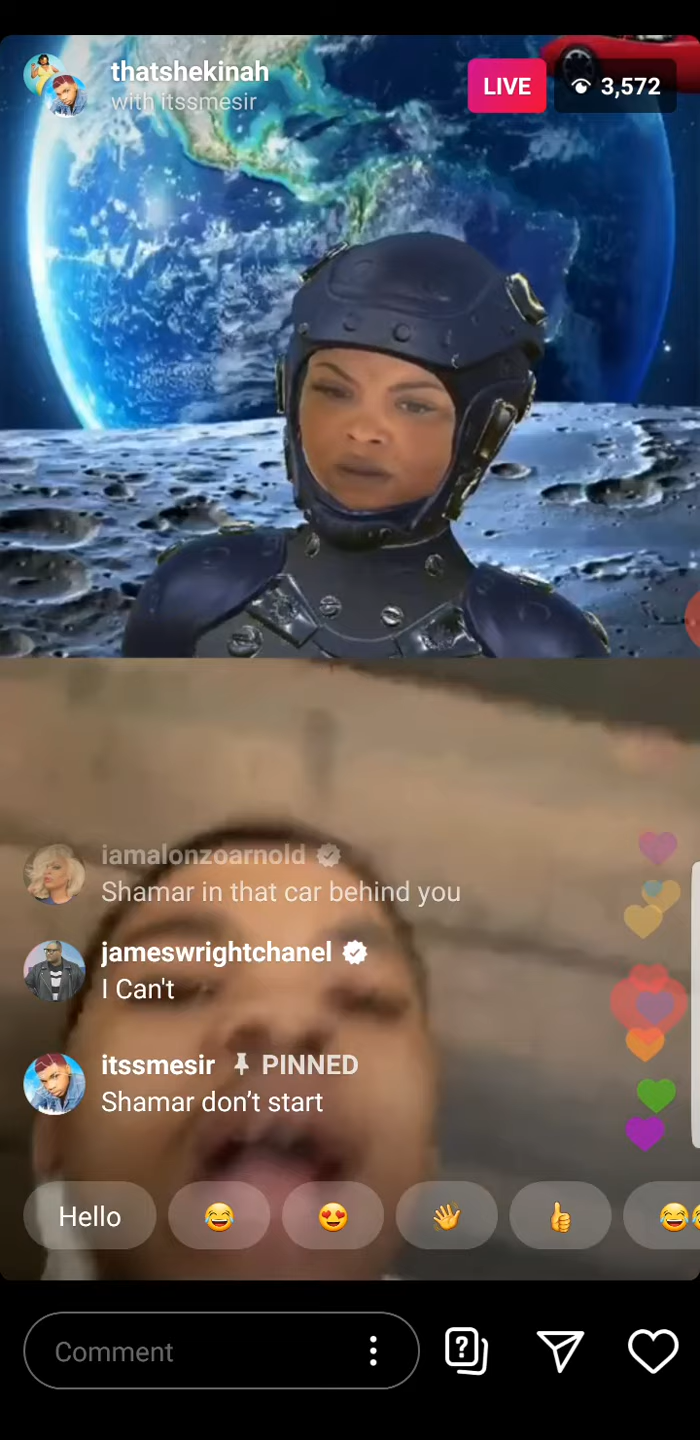 thatshekinah
with itssmesir
LIVE
3,572
iamalonzoarnold
Shamar in that car behind you
jameswrightchanel
I Can't
itssmesir PINNED
Shamar don’t start
Hello
Comment